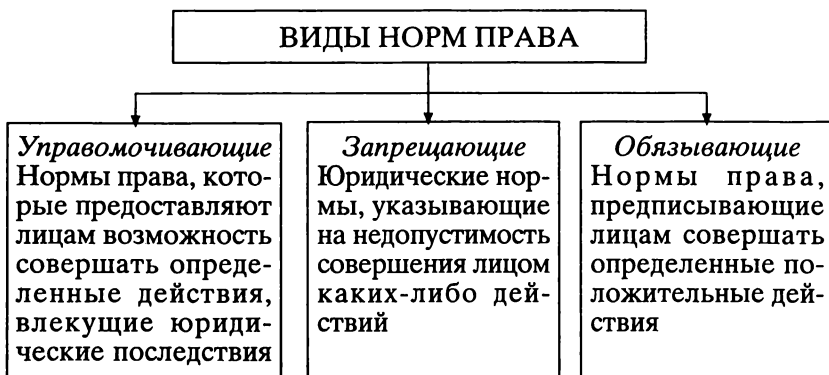 ВИДЫ НОРМ ПРАВА
Управомочивающие
Нормы права, кото-
рые предоставляют
лицам возможность
совершать опреде-
ленные действия,
влекущие юриди-
ческие последствия
Запрещающие
Юридические нор-
мы, указывающие
на недопустимость
совершения лицом
каких-либо дей-
ствий
Обязывающие
Нормы права,
предписывающие
лицам совершать
определенные по-
ложительные дей-
ствия